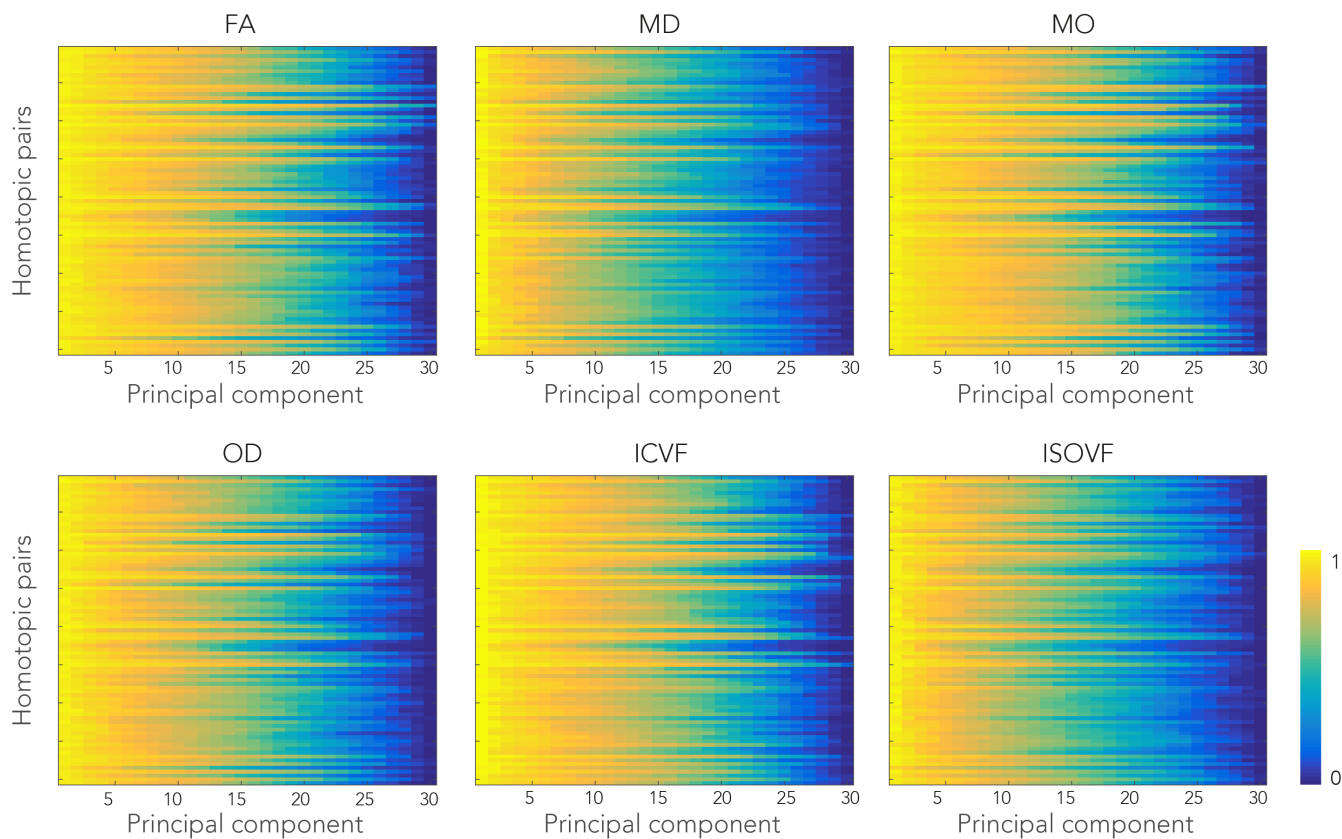 FA MD MO
Homotopic pairs
5 10 15 20 25 30 5 10 15 20 25 30 5 10 15 20 25 30
Principal component Principal component Principal component
OD ICVF ISOVF
Homotopic pairs
1
0
5 10 15 20 25 30 5 10 15 20 25 30 5 10 15 20 25 30
Principal component Principal component Principal component